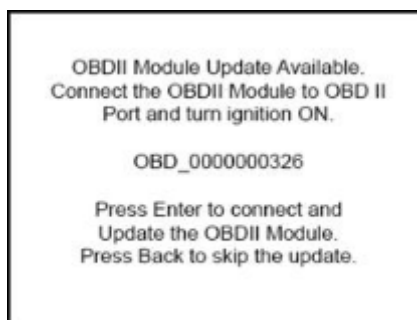 OBDII Module Update Available.
Connect the OBDII Module to OBD II
Port and turn ignition ON.
OBD_0000000326
Press Enter to connect and
Update the OBDII Module.
Press Back to skip the update.